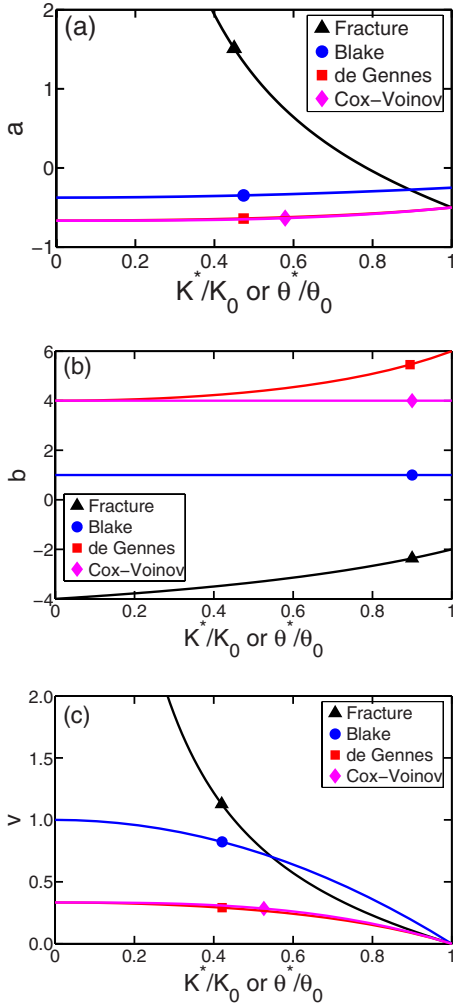 2
1
0
−1
a
(a)
Fracture
Blake
de Gennes
Cox−Voinov
0 0.2 0.4 0.6 0.8 1
K*/K0 or θ*/θ0
6
4
2
0
−2
−4
b
(b)
Fracture
Blake
de Gennes
Cox−Voinov
0 0.2 0.4 0.6 0.8 1
K*/K0 or θ*/θ0
2.0
1.5
1.0
0.5
0.0
v
(c)
Fracture
Blake
de Gennes
Cox−Voinov
0 0.2 0.4 0.6 0.8 1
K*/K0 or θ*/θ0